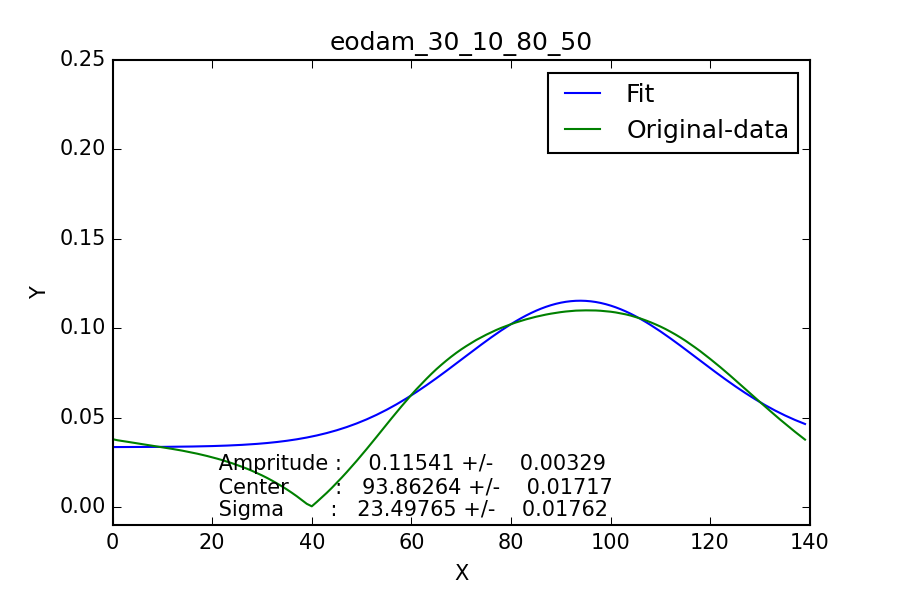 eodam_30_10_80_50
0.25
0.20
0.15
0.10
0.05
0.00
Y
Fit
Original-data
Ampritude : 0.11541 +/- 0.00329
Center : 93.86264 +/- 0.01717
Sigma : 23.49765 +/- 0.01762
0 20 40 60 80 100 120 140
X